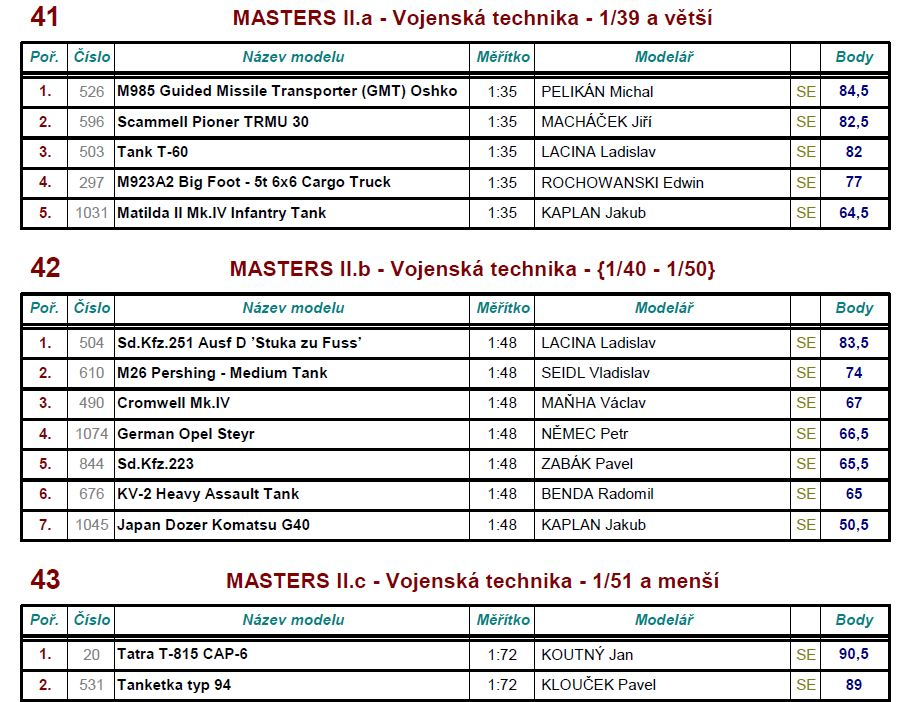 41 MASTERS II.a - Vojenská technika - 1/39 a větší
Poř. Číslo Název modelu Měřítko Modelář Body
1. 526 M985 Guided Missile Transporter (GMT) Oshko 1:35 PELIKÁN Michal SE 84,5
2. 596 Scammell Pioner TRMU 30 1:35 MACHÁČEK Jiří SE 82,5
3. 503 Tank T-60 1:35 LACINA Ladislav SE 82
4. 297 M923A2 Big Foot - 5t 6x6 Cargo Truck 1:35 ROCHOWANSKI Edwin SE 77
5. 1031 Matilda II Mk.IV Infantry Tank 1:35 KAPLAN Jakub SE 64,5
42 MASTERS II.b - Vojenská technika - {1/40 - 1/50}
Poř. Číslo Název modelu Měřítko Modelář Body
1. 504 Sd.Kfz.251 Ausf D ’Stuka zu Fuss’ 1:48 LACINA Ladislav SE 83,5
2. 610 M26 Pershing - Medium Tank 1:48 SEIDL Vladislav SE 74
3. 490 Cromwell Mk.IV 1:48 MAŇHA Václav SE 67
4. 1074 German Opel Steyr 1:48 NĚMEC Petr SE 66,5
5. 844 Sd.Kfz.223 1:48 ZABÁK Pavel SE 65,5
6. 676 KV-2 Heavy Assault Tank 1:48 BENDA Radomil SE 65
7. 1045 Japan Dozer Komatsu G40 1:48 KAPLAN Jakub SE 50,5
43 MASTERS II.c - Vojenská technika - 1/51 a menší
Poř. Číslo Název modelu Měřítko Modelář Body
1. 20 Tatra T-815 CAP-6 1:72 KOUTNÝ Jan SE 90,5
2. 531 Tanketka typ 94 1:72 KLOUČEK Pavel SE 89